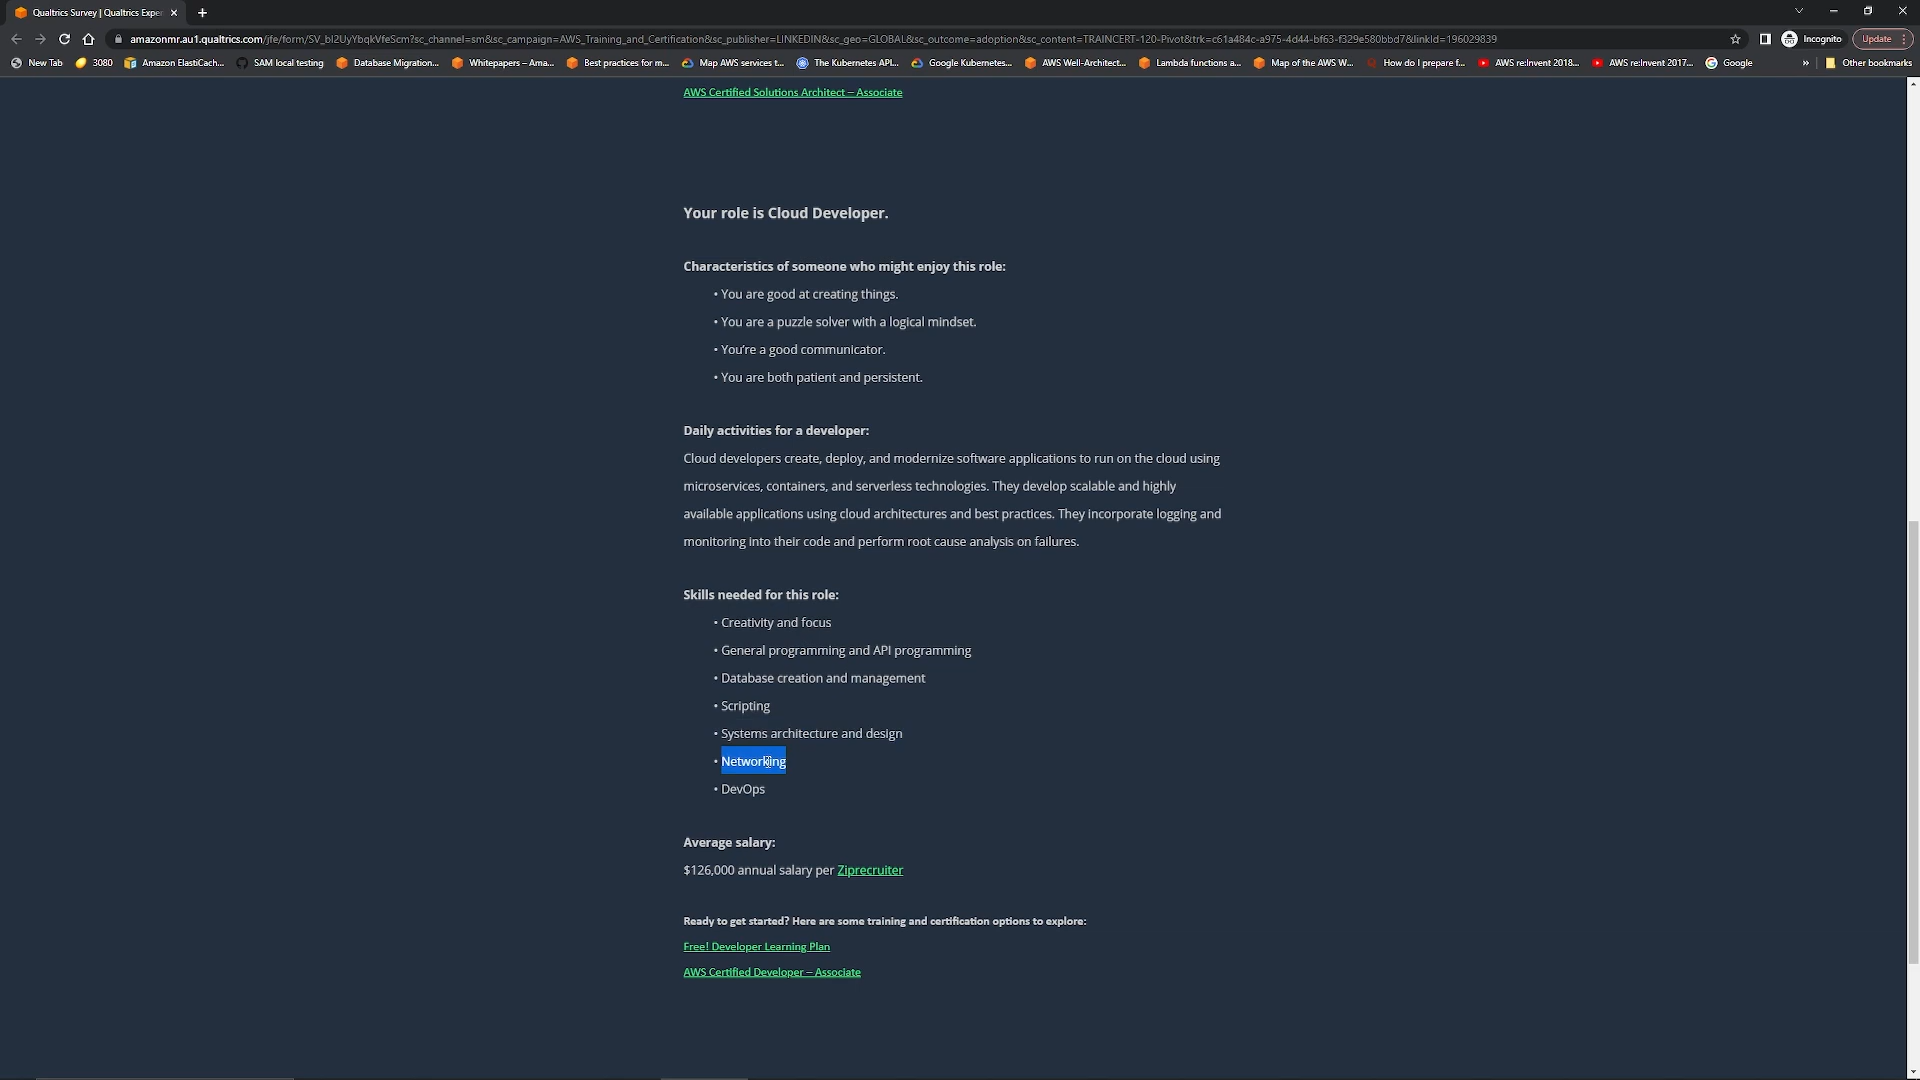 Qualtrics Survey | Qualtrics Exper
amazonmr.au1.qualtrics.com/jfe/form/SV_bI2UyYbqkVfeScm?sc_channel=sm&sc_campaign=AWS_Training_and_Certification&sc_publisher=LINKEDIN&sc_geo=GLOBAL&sc_outcome=adoption&sc_content=TRAINCERT-120-Pivot&trk=c61a484c-a975-4d44-bf63-f329e580bbd7&linkId=196029839
Incognito
Update
New Tab
3080
Amazon ElastiCach...
SAM local testing
Database Migration...
Whitepapers – Ama...
Best practices for m...
Map AWS services t...
The Kubernetes API...
Google Kubernetes...
AWS Well-Architect...
Lambda functions a...
Map of the AWS W...
How do I prepare f...
AWS re:Invent 2018...
AWS re:Invent 2017...
Google
»
Other bookmarks
AWS Certified Solutions Architect – Associate
Your role is Cloud Developer.
Characteristics of someone who might enjoy this role:
• You are good at creating things.
• You are a puzzle solver with a logical mindset.
• You're a good communicator.
• You are both patient and persistent.
Daily activities for a developer:
Cloud developers create, deploy, and modernize software applications to run on the cloud using
microservices, containers, and serverless technologies. They develop scalable and highly
available applications using cloud architectures and best practices. They incorporate logging and
monitoring into their code and perform root cause analysis on failures.
Skills needed for this role:
• Creativity and focus
• General programming and API programming
• Database creation and management
• Scripting
• Systems architecture and design
• Networking
• DevOps
Average salary:
$126,000 annual salary per Ziprecruiter
Ready to get started? Here are some training and certification options to explore:
Free! Developer Learning Plan
AWS Certified Developer – Associate